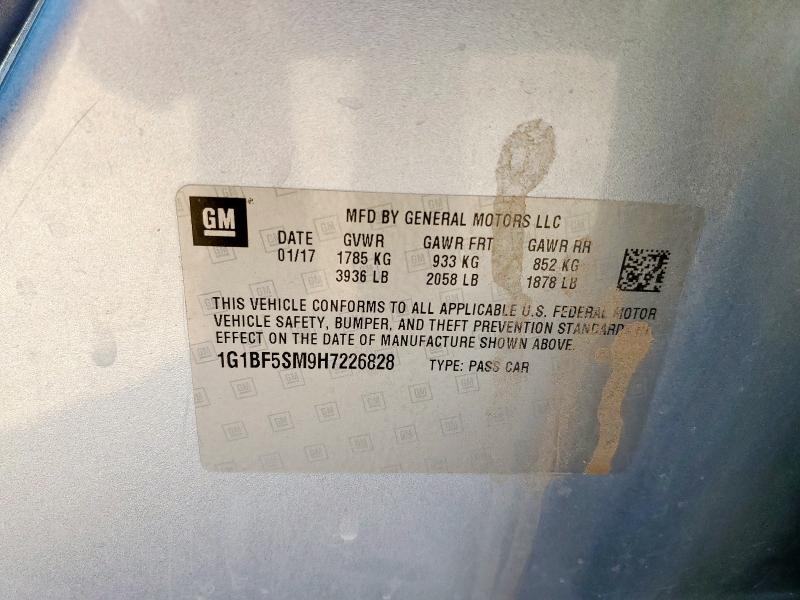 GM
MFD BY GENERAL MOTORS LLC
DATE GVWR GAWR FRT GAWR RR
01/17 1785 KG 933 KG 852 KG
3936 LB 2058 LB 1878 LB
THIS VEHICLE CONFORMS TO ALL APPLICABLE U.S. FEDERAL MOTOR
VEHICLE SAFETY, BUMPER, AND THEFT PREVENTION STANDARDS IN
EFFECT ON THE DATE OF MANUFACTURE SHOWN ABOVE.
1G1BF5SM9H7226828 TYPE: PASS CAR